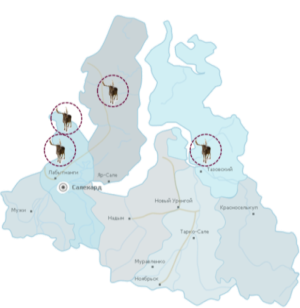 Лабытнанги
Яр-Сале
Салехард
Мужи
Надым
Новый Уренгой
Тазовский
Красноселькуп
Тарко-Сале
Муравленко
Ноябрьск